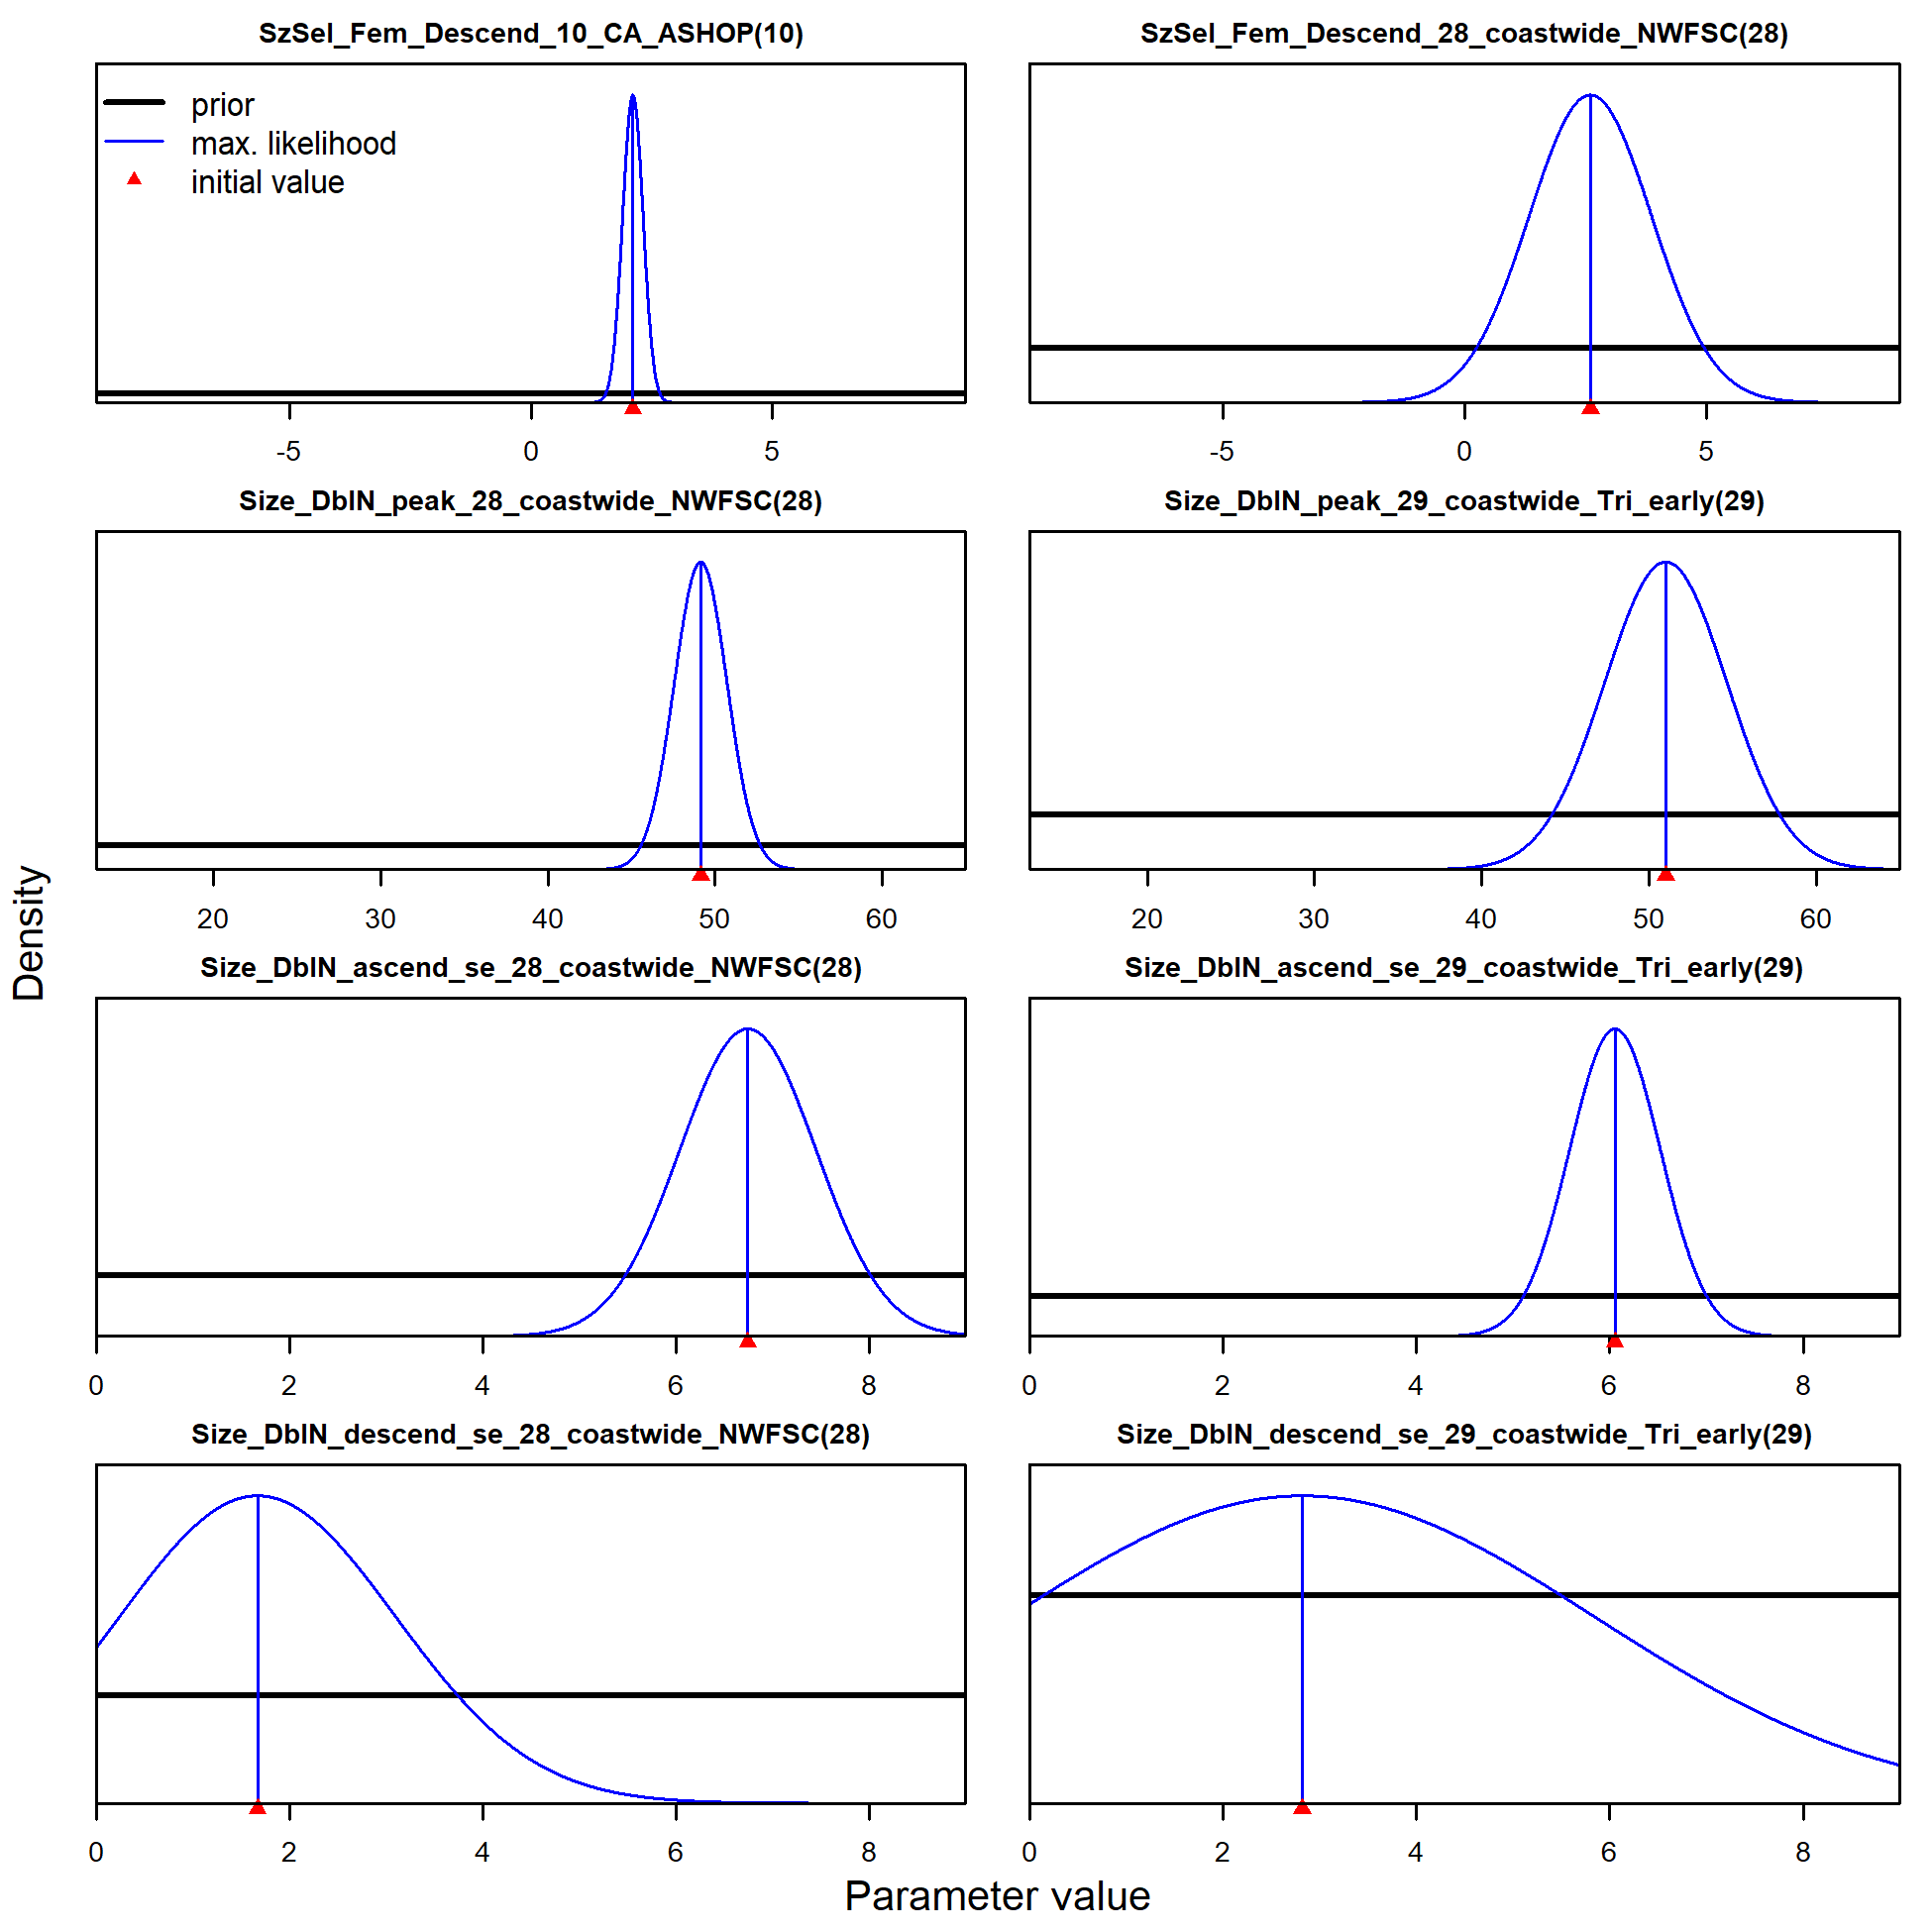 SzSel_Fem_Descend_10_CA_ASHOP(10)
prior
max. likelihood
initial value
-5 0 5
SzSel_Fem_Descend_28_coastwide_NWFSC(28)
-5 0 5
Size_DblN_peak_28_coastwide_NWFSC(28)
20 30 40 50 60
Size_DblN_peak_29_coastwide_Tri_early(29)
20 30 40 50 60
Size_DblN_ascend_se_28_coastwide_NWFSC(28)
0 2 4 6 8
Size_DblN_ascend_se_29_coastwide_Tri_early(29)
0 2 4 6 8
Size_DblN_descend_se_28_coastwide_NWFSC(28)
0 2 4 6 8
Size_DblN_descend_se_29_coastwide_Tri_early(29)
0 2 4 6 8
Density
Parameter value